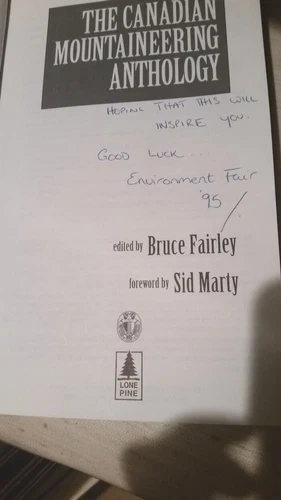 THE CANADIAN
MOUNTAINEERING
ANTHOLOGY
HOPING THAT THIS WILL
INSPIRE YOU.
GOOD LUCK...
Environment Fair
'95
edited by Bruce Fairley
foreword by Sid Marty
LONE
PINE